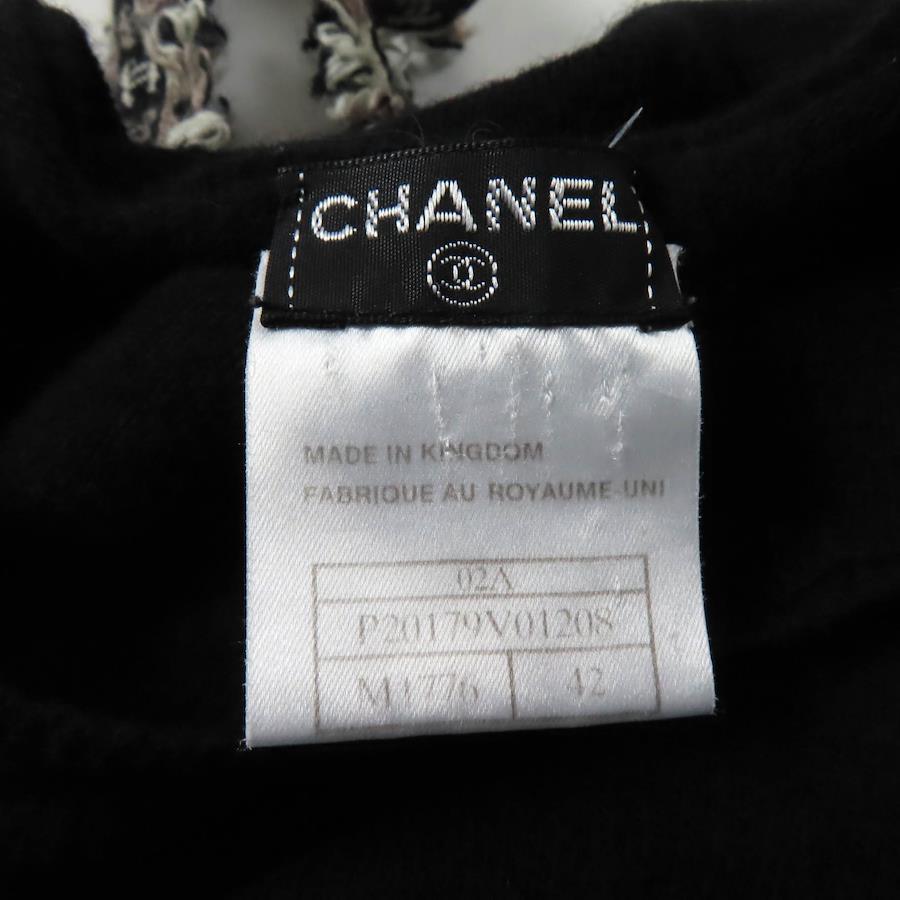 CHANEL
MADE IN KINGDOM
FABRIQUE AU ROYAUME-UNI
02A
P20179V01208
M1776 42